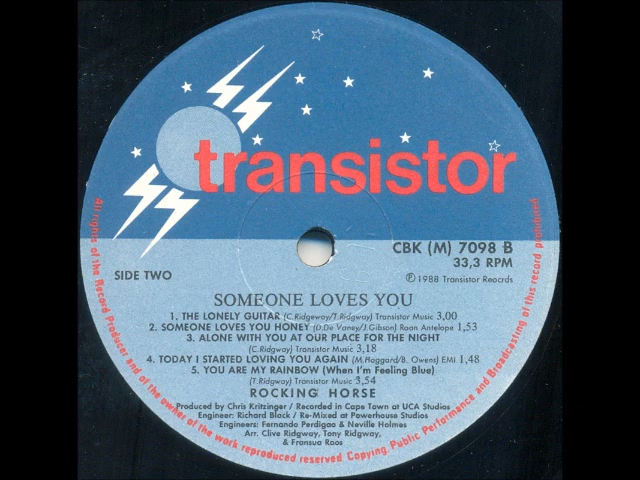 transistor
CBK (M) 7098 B
33,3 RPM
SIDE TWO
℗ 1988 Transistor Records
SOMEONE LOVES YOU
1. THE LONELY GUITAR (C.Ridgeway/T.Ridgway) Transistor Music 3,00
2. SOMEONE LOVES YOU HONEY (D.De Vaney/J.Gibson) Raon Antelope 1,53
3. ALONE WITH YOU AT OUR PLACE FOR THE NIGHT
(C.Ridgway) Transistor Music 3,18
4. TODAY I STARTED LOVING YOU AGAIN (M.Haggard/B. Owens) EMI. 1,48
5. YOU ARE MY RAINBOW (When I'm Feeling Blue)
(T.Ridgway) Transistor Music 3,54
ROCKING HORSE
Produced by Chris Kritzinger / Recorded in Cape Town at UCA Studios
Engineer: Richard Black / Re-Mixed at Powerhouse Studios
Engineers: Fernando Perdigao & Neville Holmes
Arr. Clive Ridgway, Tony Ridgway,
& Fransua Roos
All rights of the Record Producers and of the owner of the work reproduced reserved. Copying, Public Performance and Broadcasting of this record prohibited